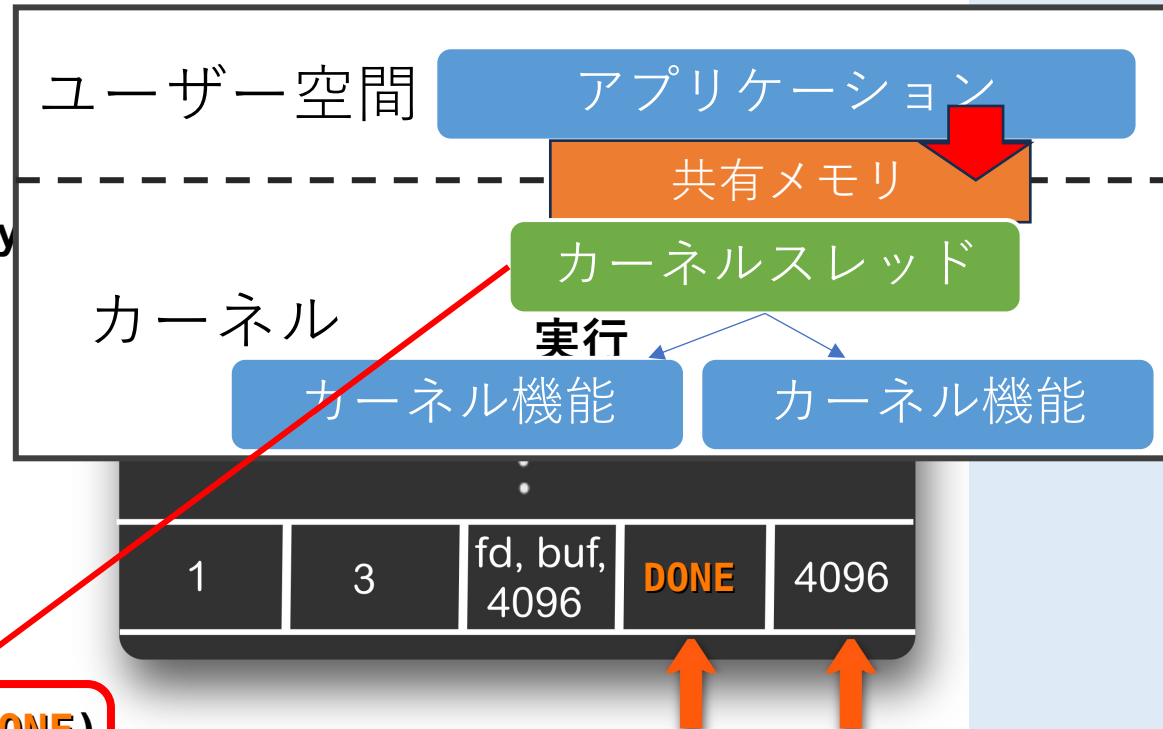 ユーザー空間
アプリケーション
共有メモリ
y
カーネルスレッド
カーネル
実行
カーネル機能
カーネル機能
1
3
fd, buf,
4096
DONE
4096
ONE)